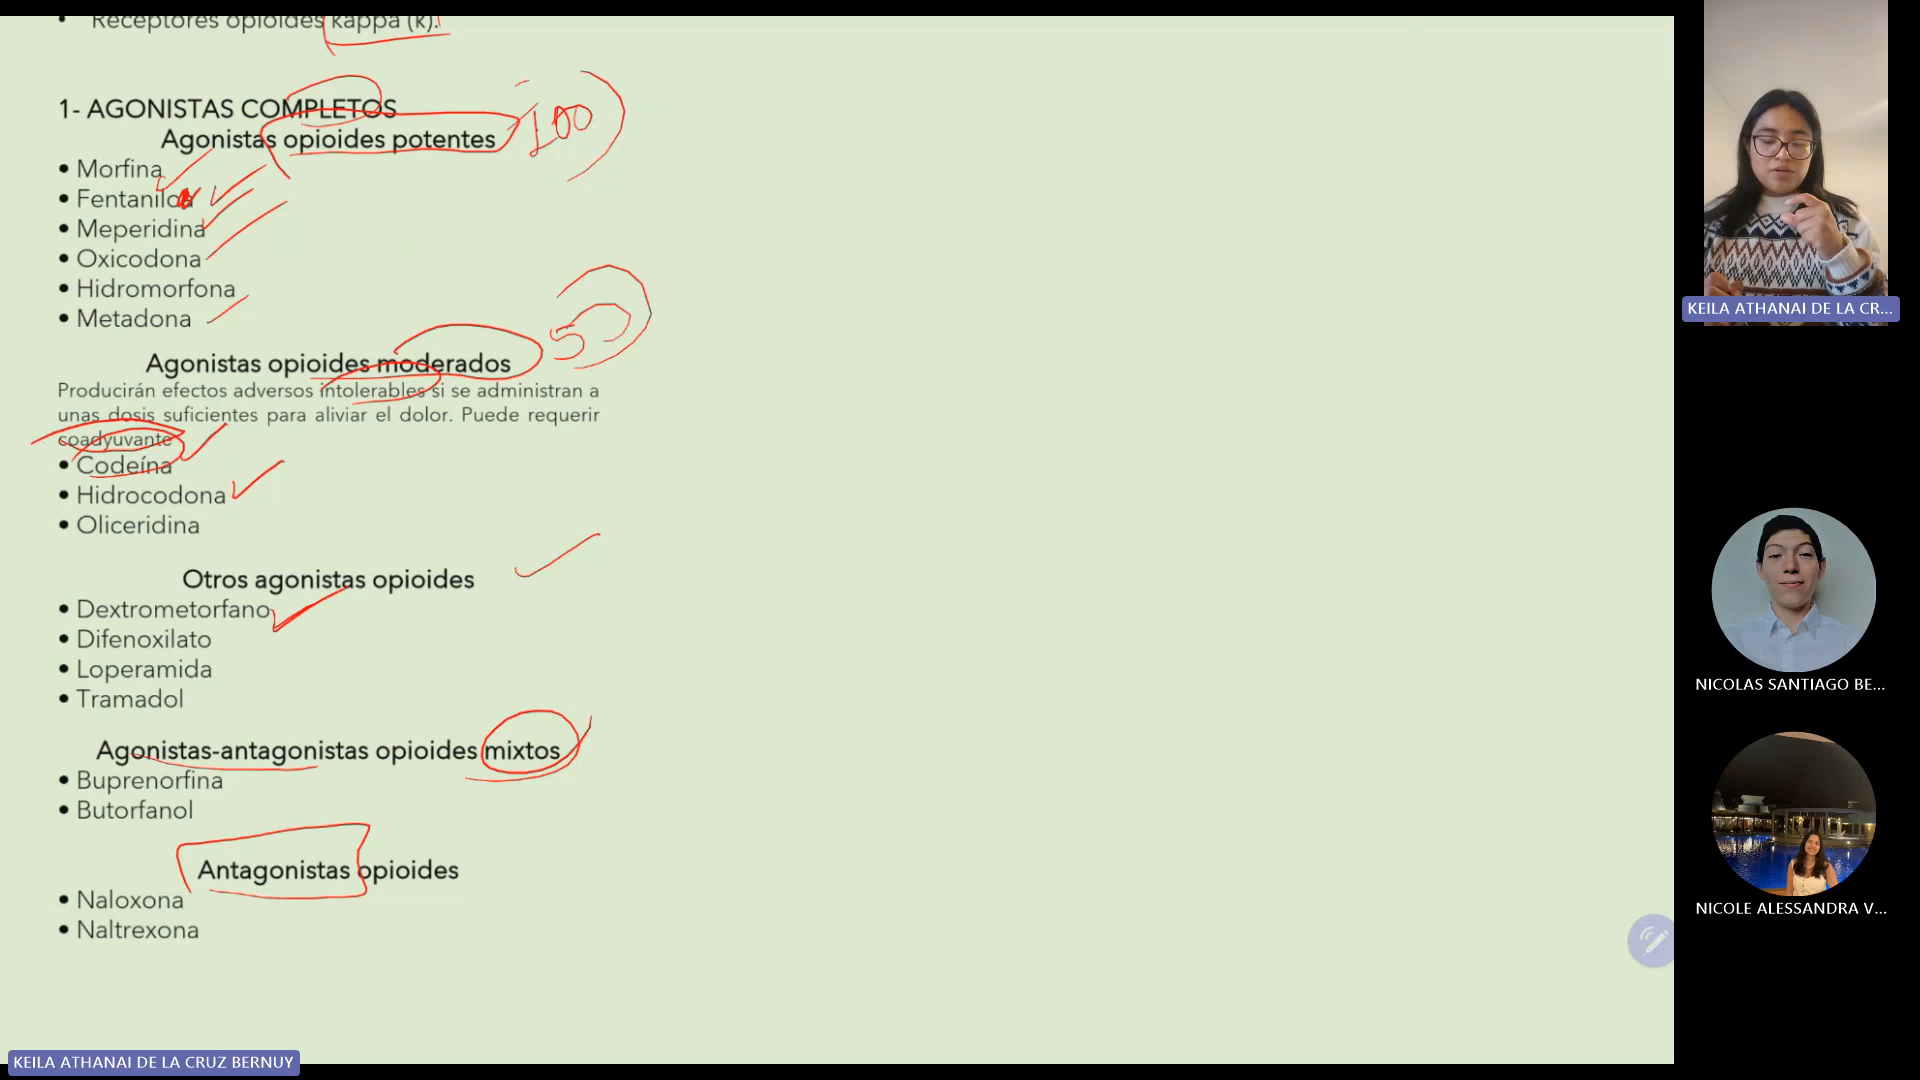 • Receptores opioides kappa (k).
1- AGONISTAS COMPLETOS
Agonistas opioides potentes
100
• Morfina
• Fentanilo
• Meperidina
• Oxicodona
• Hidromorfona
• Metadona
Agonistas opioides moderados
50
Producirán efectos adversos intolerables si se administran a
unas dosis suficientes para aliviar el dolor. Puede requerir
coadyuvante
• Codeína
• Hidrocodona
• Oliceridina
Otros agonistas opioides
• Dextrometorfano
• Difenoxilato
• Loperamida
• Tramadol
Agonistas-antagonistas opioides mixtos
• Buprenorfina
• Butorfanol
Antagonistas opioides
• Naloxona
• Naltrexona
KEILA ATHANAI DE LA CRUZ BERNUY
KEILA ATHANAI DE LA CR...
NICOLAS SANTIAGO BE...
NICOLE ALESSANDRA V...